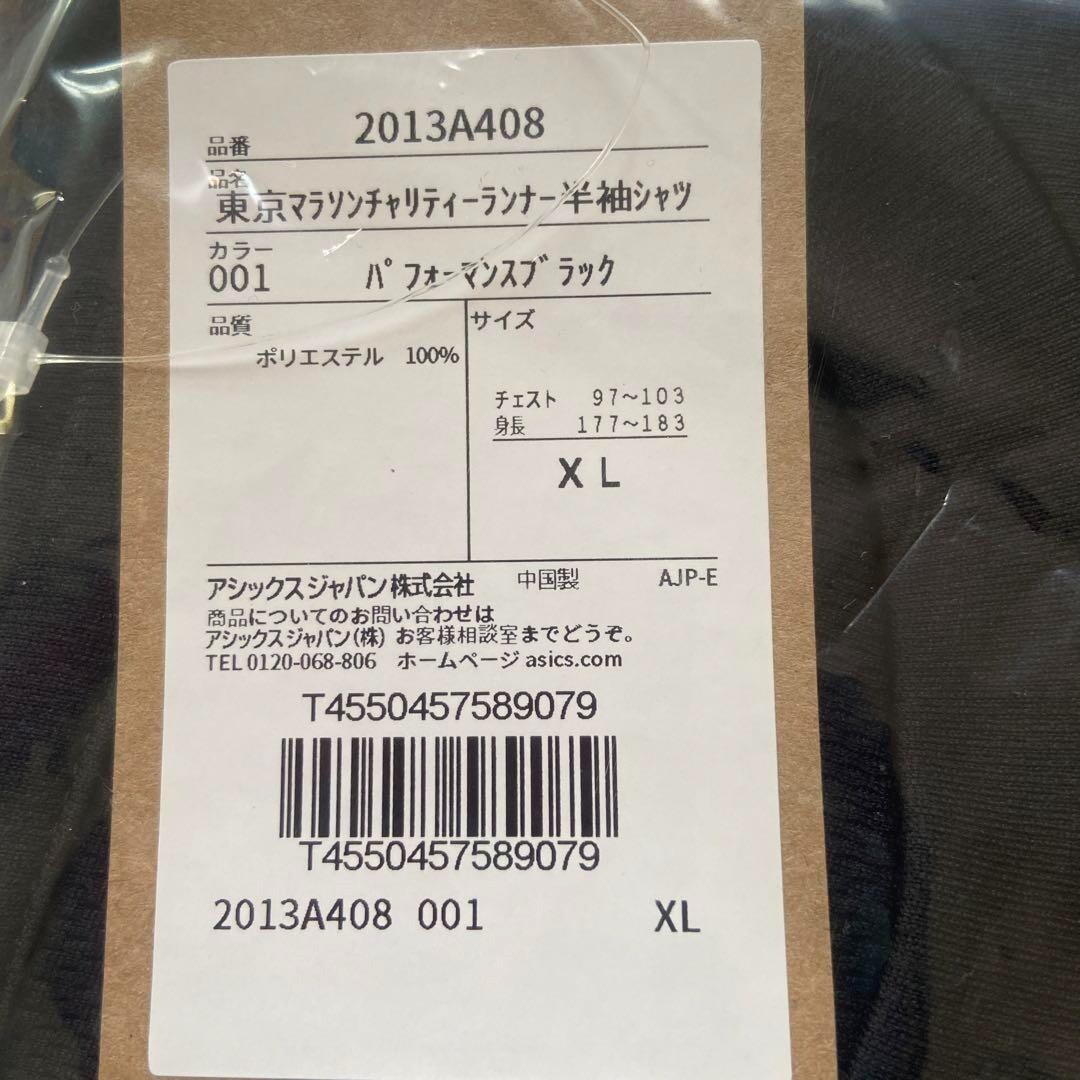 品番 2013A408
品名
東京マラソンチャリティーランナー半袖シャツ
カラー
001 パフォーマンスブラック
品質
ポリエステル 100%
サイズ
チェスト 97~103
身長 177~183
XL
アシックスジャパン株式会社 中国製 AJP-E
商品についてのお問い合わせは
アシックスジャパン(株) お客様相談室までどうぞ。
TEL 0120-068-806 ホームページ asics.com
T4550457589079
T4550457589079
2013A408 001 XL